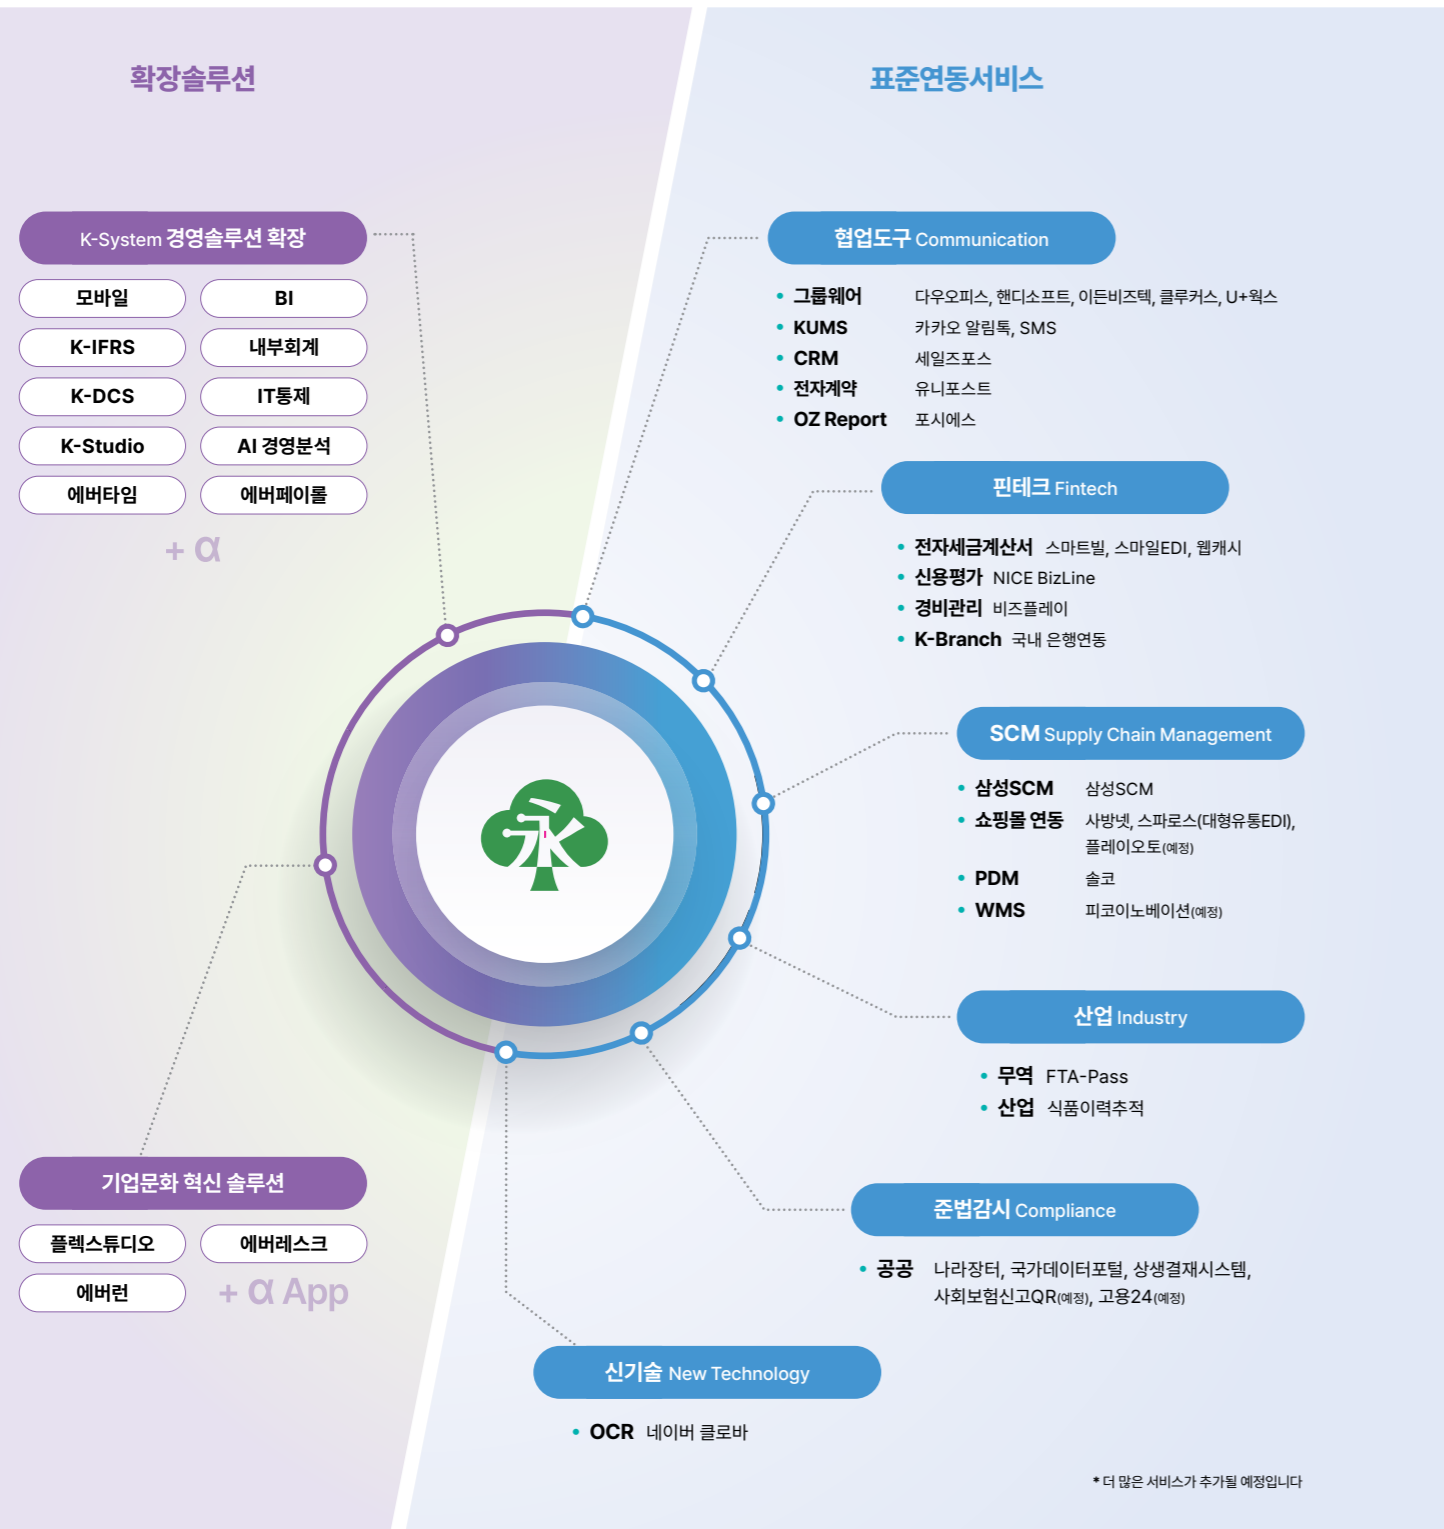 확장솔루션
K-System 경영솔루션 확장
모바일
BI
K-IFRS
내부회계
K-DCS
IT통제
K-Studio
AI 경영분석
에버타임
에버페이롤
+ α
기업문화 혁신 솔루션
플렉스튜디오
에버레스크
에버런
+ α App
永
표준연동서비스
협업도구 Communication
• 그룹웨어 다우오피스, 핸디소프트, 이든비즈텍, 클루커스, U+웍스
• KUMS 카카오 알림톡, SMS
• CRM 세일즈포스
• 전자계약 유니포스트
• OZ Report 포시에스
핀테크 Fintech
• 전자세금계산서 스마트빌, 스마일EDI, 웹캐시
• 신용평가 NICE BizLine
• 경비관리 비즈플레이
• K-Branch 국내 은행연동
SCM Supply Chain Management
• 삼성SCM 삼성SCM
• 쇼핑몰 연동 사방넷, 스파로스(대형유통EDI),
플레이오토(예정)
• PDM 솔코
• WMS 피코이노베이션(예정)
산업 Industry
• 무역 FTA-Pass
• 산업 식품이력추적
준법감시 Compliance
• 공공 나라장터, 국가데이터포털, 상생결재시스템,
사회보험신고QR(예정), 고용24(예정)
신기술 New Technology
• OCR 네이버 클로바
* 더 많은 서비스가 추가될 예정입니다